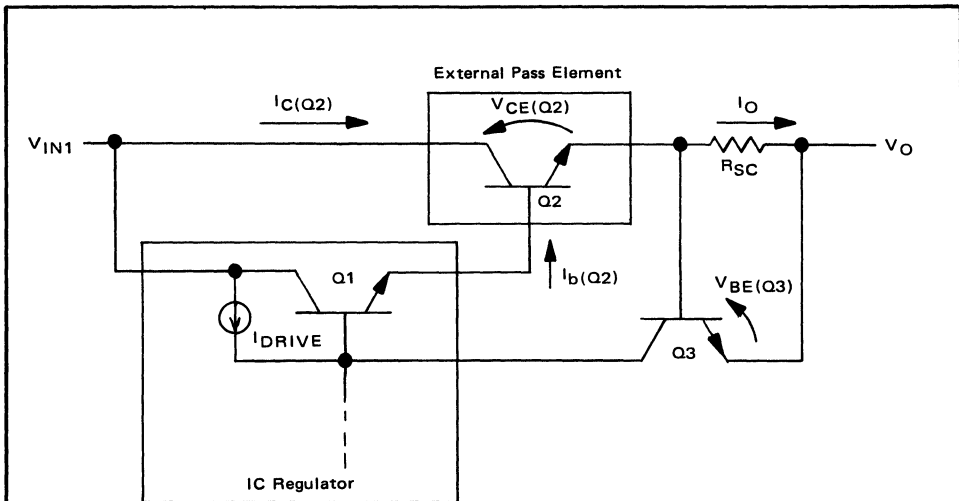 External Pass Element
I_C(Q2)
V_CE(Q2)
I_O
V_IN1
R_SC
V_O
Q2
Q1
I_b(Q2)
V_BE(Q3)
I_DRIVE
Q3
IC Regulator